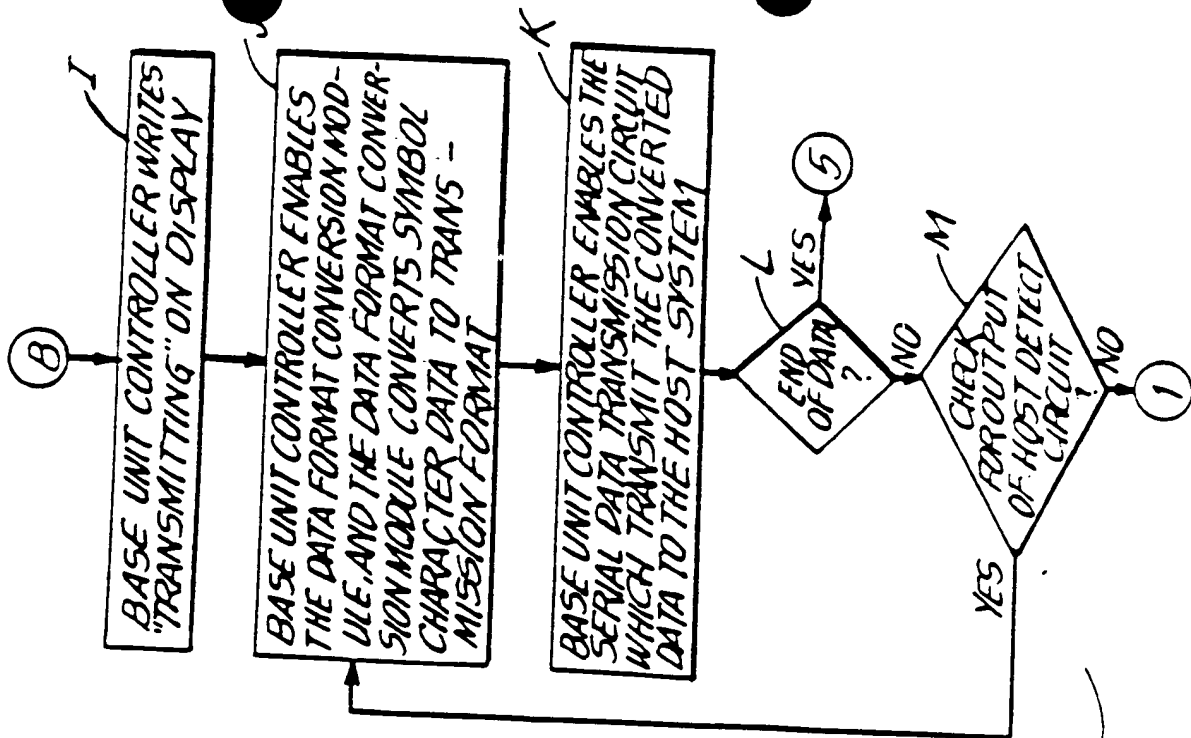 B
I
BASE UNIT CONTROLLER WRITES
"TRANSMITTING" ON DISPLAY
BASE UNIT CONTROLLER ENABLES
THE DATA FORMAT CONVERSION MOD-
ULE, AND THE DATA FORMAT CONVER-
SION MODULE CONVERTS SYMBOL
CHARACTER DATA TO TRANS-
MISSION FORMAT
K
BASE UNIT CONTROLLER ENABLES THE
SERIAL DATA TRANSMISSION CIRCUIT
WHICH TRANSMIT THE CONVERTED
DATA TO THE HOST SYSTEM
L
END
OF DATA
?
YES
5
NO
M
CHECK
FOR OUTPUT
OF HOST DETECT
CIRCUIT
?
YES
NO
1